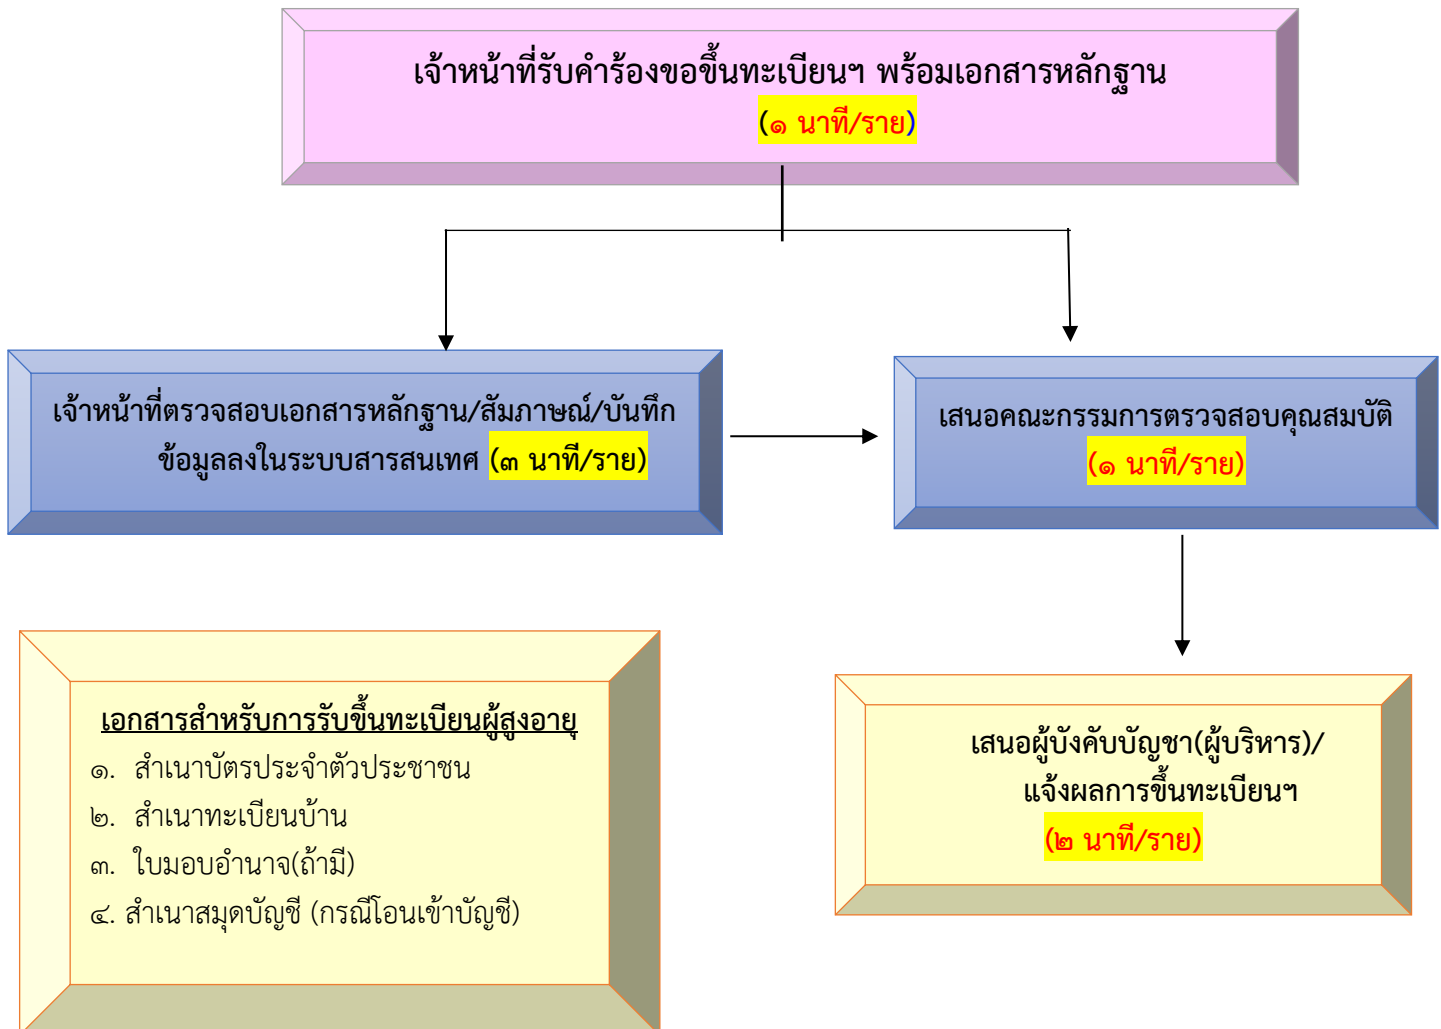 เจ้าหน้าที่รับคำร้องขอขึ้นทะเบียนฯ พร้อมเอกสารหลักฐาน
(๑ นาที/ราย)
เจ้าหน้าที่ตรวจสอบเอกสารหลักฐาน/สัมภาษณ์/บันทึก
ข้อมูลลงในระบบสารสนเทศ (๓ นาที/ราย)
เสนอคณะกรรมการตรวจสอบคุณสมบัติ
(๑ นาที/ราย)
เอกสารสำหรับการรับขึ้นทะเบียนผู้สูงอายุ
๑. สำเนาบัตรประจำตัวประชาชน
๒. สำเนาทะเบียนบ้าน
๓. ใบมอบอำนาจ(ถ้ามี)
๔. สำเนาสมุดบัญชี (กรณีโอนเข้าบัญชี)
เสนอผู้บังคับบัญชา(ผู้บริหาร)/
แจ้งผลการขึ้นทะเบียนฯ
(๒ นาที/ราย)